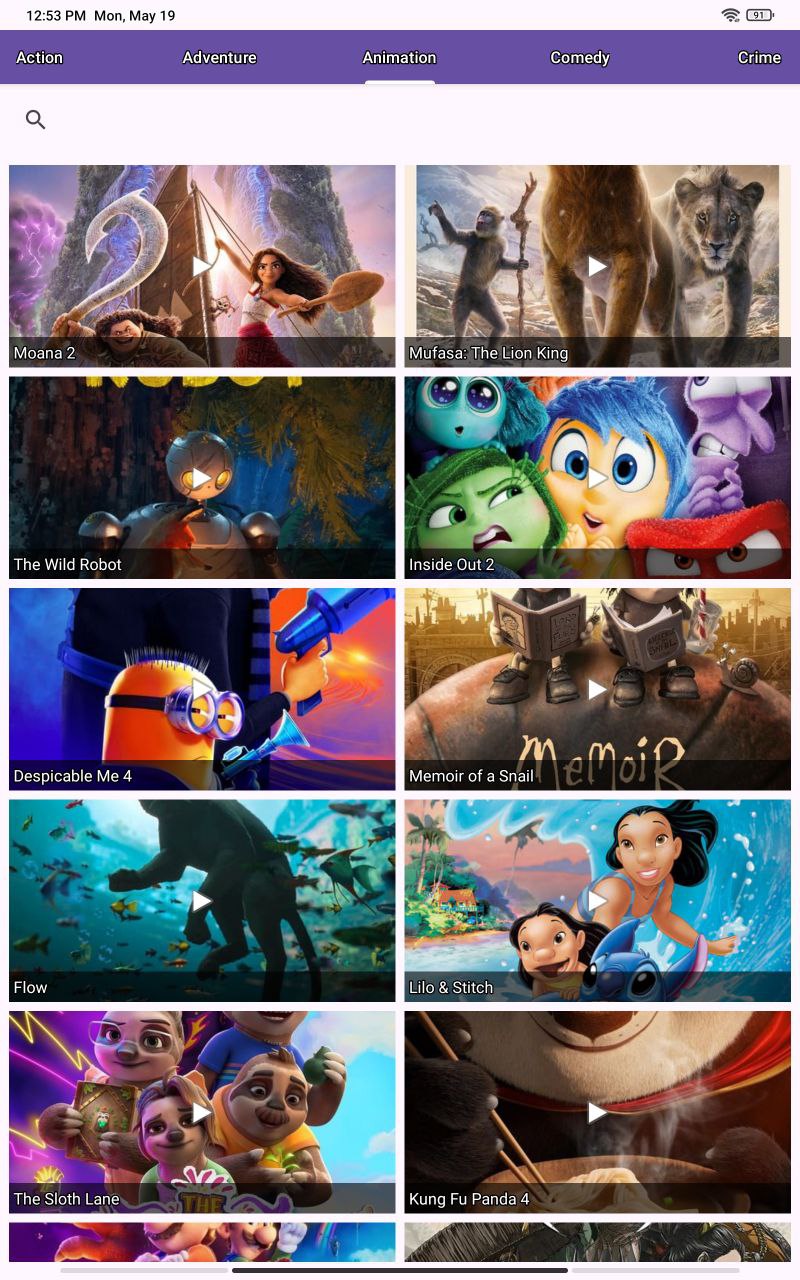 12:53 PM Mon, May 19
91
Action Adventure Animation Comedy Crime
Moana 2
Mufasa: The Lion King
The Wild Robot
Inside Out 2
Despicable Me 4
MemoiR
Memoir of a Snail
Flow
Lilo & Stitch
THE
The Sloth Lane
Kung Fu Panda 4